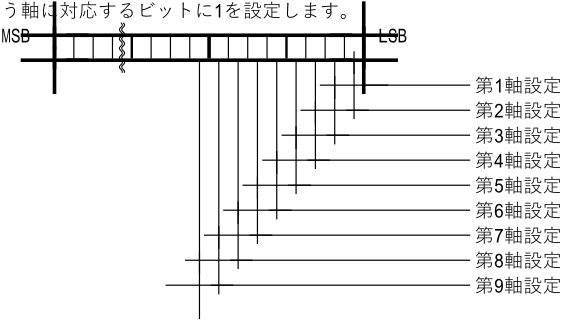 う軸に対応するビットに1を設定します。
MSB LSB
第1軸設定
第2軸設定
第3軸設定
第4軸設定
第5軸設定
第6軸設定
第7軸設定
第8軸設定
第9軸設定